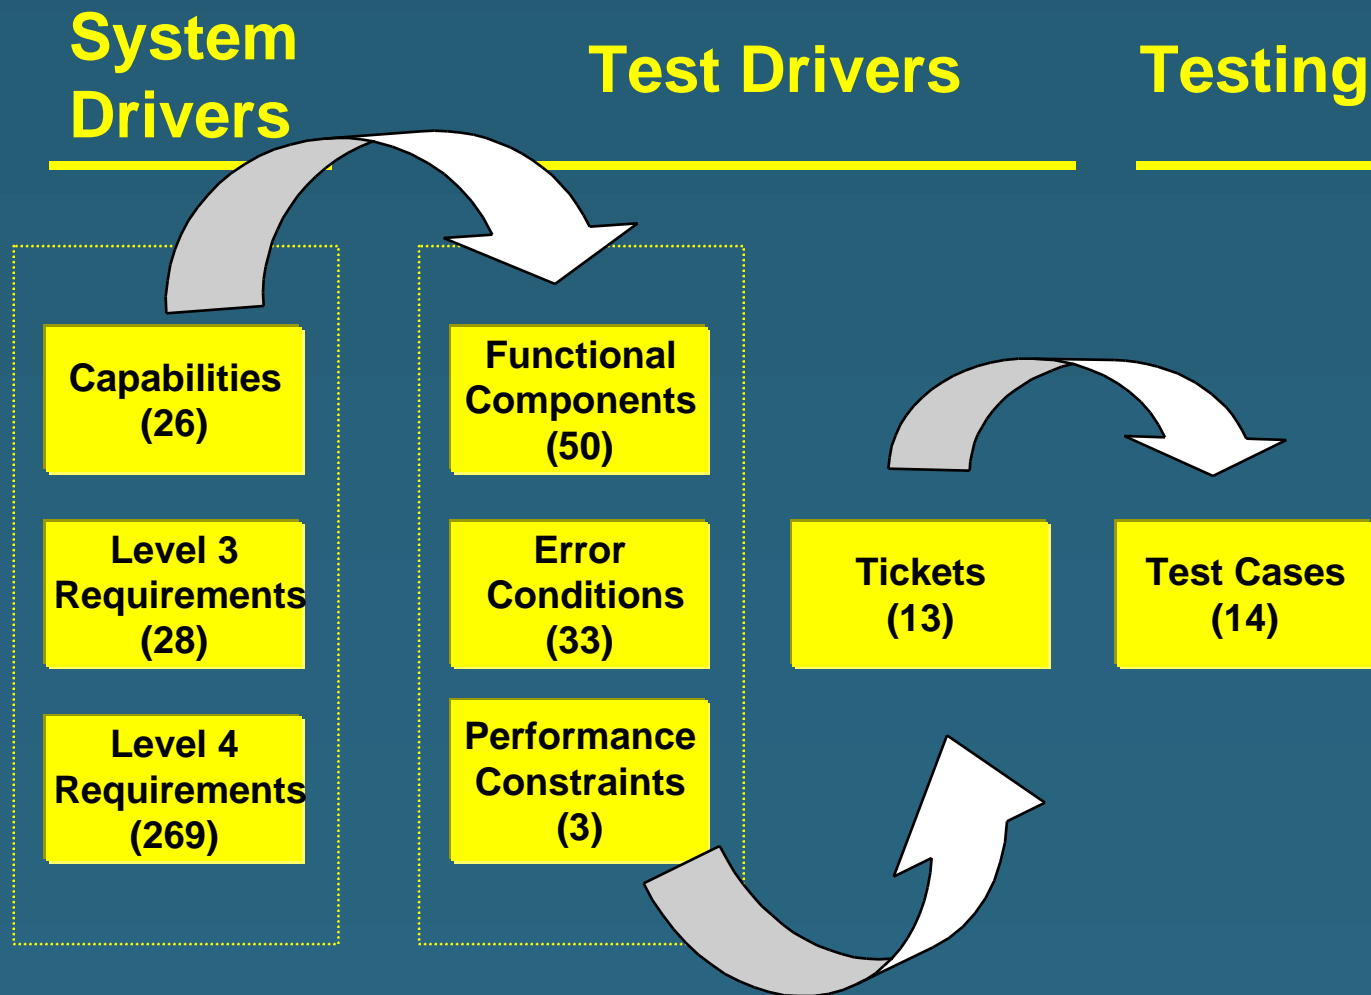 System
Drivers
Test Drivers
Testing
Capabilities
(26)
Level 3
Requirements
(28)
Level 4
Requirements
(269)
Functional
Components
(50)
Error
Conditions
(33)
Performance
Constraints
(3)
Tickets
(13)
Test Cases
(14)